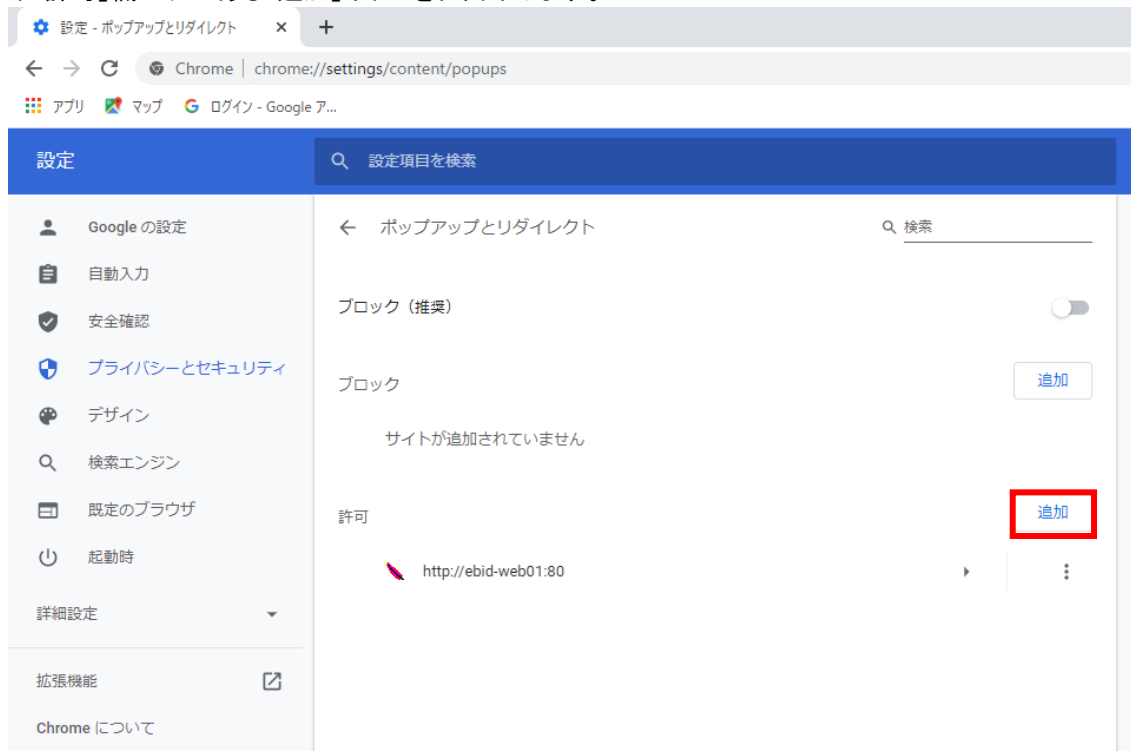 設定 - ポップアップとリダイレクト
Chrome | chrome://settings/content/popups
アプリ マップ ログイン - Google ア...
設定
設定項目を検索
Google の設定
自動入力
安全確認
プライバシーとセキュリティ
デザイン
検索エンジン
既定のブラウザ
起動時
詳細設定
拡張機能
Chrome について
ポップアップとリダイレクト
検索
ブロック（推奨）
ブロック
追加
サイトが追加されていません
許可
追加
http://ebid-web01:80